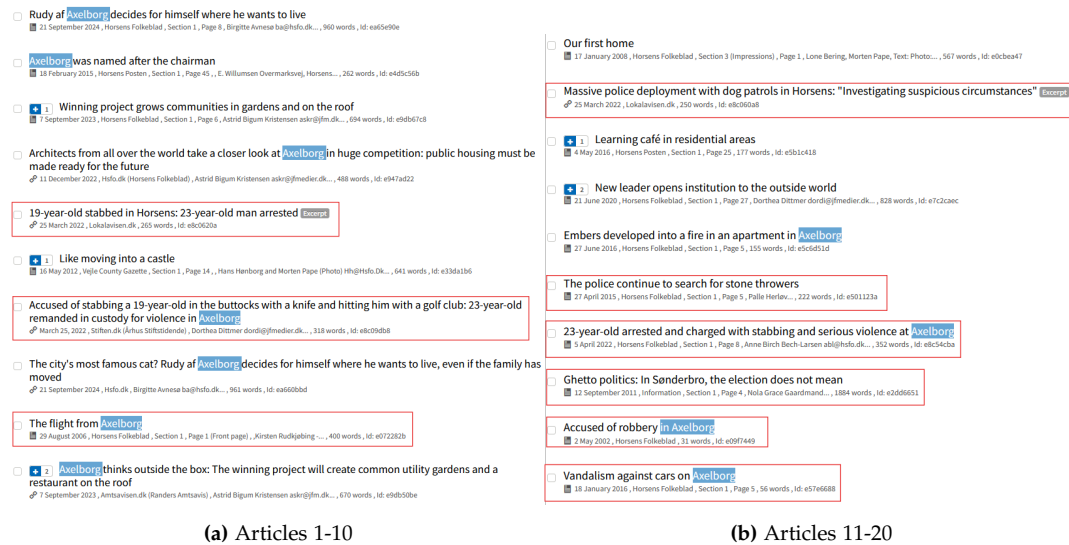 Rudy af Axelborg decides for himself where he wants to live
21 September 2024 , Horsens Folkeblad , Section 1 , Page 8 , Birgitte Avnesø ba@hsfo.dk... , 960 words , Id: ea65e90e
Axelborg was named after the chairman
18 February 2015 , Horsens Posten , Section 1 , Page 45 , , E. Willumsen Overmarksvej, Horsens... , 262 words , Id: e4d5c56b
+ 1 Winning project grows communities in gardens and on the roof
7 September 2023 , Horsens Folkeblad , Section 1 , Page 6 , Astrid Bigum Kristensen askr@jfm.dk... , 694 words , Id: e9db67c8
Architects from all over the world take a closer look at Axelborg in huge competition: public housing must be
made ready for the future
11 December 2022 , Hsfo.dk (Horsens Folkeblad) , Astrid Bigum Kristensen askr@jfmedier.dk... , 488 words , Id: e947ad22
19-year-old stabbed in Horsens: 23-year-old man arrested Excerpt
25 March 2022 , Lokalavisen.dk , 265 words , Id: e8c0620a
+ 1 Like moving into a castle
16 May 2012 , Vejle County Gazette , Section 1 , Page 14 , , Hans Hønborg and Morten Pape (Photo) Hh@Hsfo.Dk... , 641 words , Id: e33da1b6
Accused of stabbing a 19-year-old in the buttocks with a knife and hitting him with a golf club: 23-year-old
remanded in custody for violence in Axelborg
March 25, 2022 , Stiften.dk (Århus Stiftstidende) , Dorthea Dittmer dordi@jfmedier.dk... , 318 words , Id: e8c09db8
The city's most famous cat? Rudy af Axelborg decides for himself where he wants to live, even if the family has
moved
21 September 2024 , Hsfo.dk , Birgitte Avnesø ba@hsfo.dk... , 961 words , Id: ea660bbd
The flight from Axelborg
29 August 2006 , Horsens Folkeblad , Section 1 , Page 1 (Front page) , ,Kirsten Rudkjøbing -... , 400 words , Id: e072282b
+ 2 Axelborg thinks outside the box: The winning project will create common utility gardens and a
restaurant on the roof
7 September 2023 , Amtsavisen.dk (Randers Amtsavis) , Astrid Bigum Kristensen askr@jfm.dk... , 670 words , Id: e9db50be
(a) Articles 1-10
Our first home
17 January 2008 , Horsens Folkeblad , Section 3 (Impressions) , Page 1 , Lone Bering, Morten Pape, Text: Photo:... , 567 words , Id: e0cbea47
Massive police deployment with dog patrols in Horsens: "Investigating suspicious circumstances" Excerpt
25 March 2022 , Lokalavisen.dk , 250 words , Id: e8c060a8
+ 1 Learning café in residential areas
4 May 2016 , Horsens Posten , Section 1 , Page 25 , 177 words , Id: e5b1c418
+ 2 New leader opens institution to the outside world
21 June 2020 , Horsens Folkeblad , Section 1 , Page 27 , Dorthea Dittmer dordi@jfmedier.dk... , 828 words , Id: e7c2caec
Embers developed into a fire in an apartment in Axelborg
27 June 2016 , Horsens Folkeblad , Section 1 , Page 5 , 155 words , Id: e5c6d51d
The police continue to search for stone throwers
27 April 2015 , Horsens Folkeblad , Section 1 , Page 5 , Palle Herløv... , 222 words , Id: e501123a
23-year-old arrested and charged with stabbing and serious violence at Axelborg
5 April 2022 , Horsens Folkeblad , Section 1 , Page 8 , Anne Birch Bech-Larsen abl@hsfo.dk... , 352 words , Id: e8c54cba
Ghetto politics: In Sønderbro, the election does not mean
12 September 2011 , Information , Section 1 , Page 4 , Nola Grace Gaardmand... , 1884 words , Id: e2dd6651
Accused of robbery in Axelborg
2 May 2002 , Horsens Folkeblad , 31 words , Id: e09f7449
Vandalism against cars on Axelborg
18 January 2016 , Horsens Folkeblad , Section 1 , Page 5 , 56 words , Id: e57e6688
(b) Articles 11-20